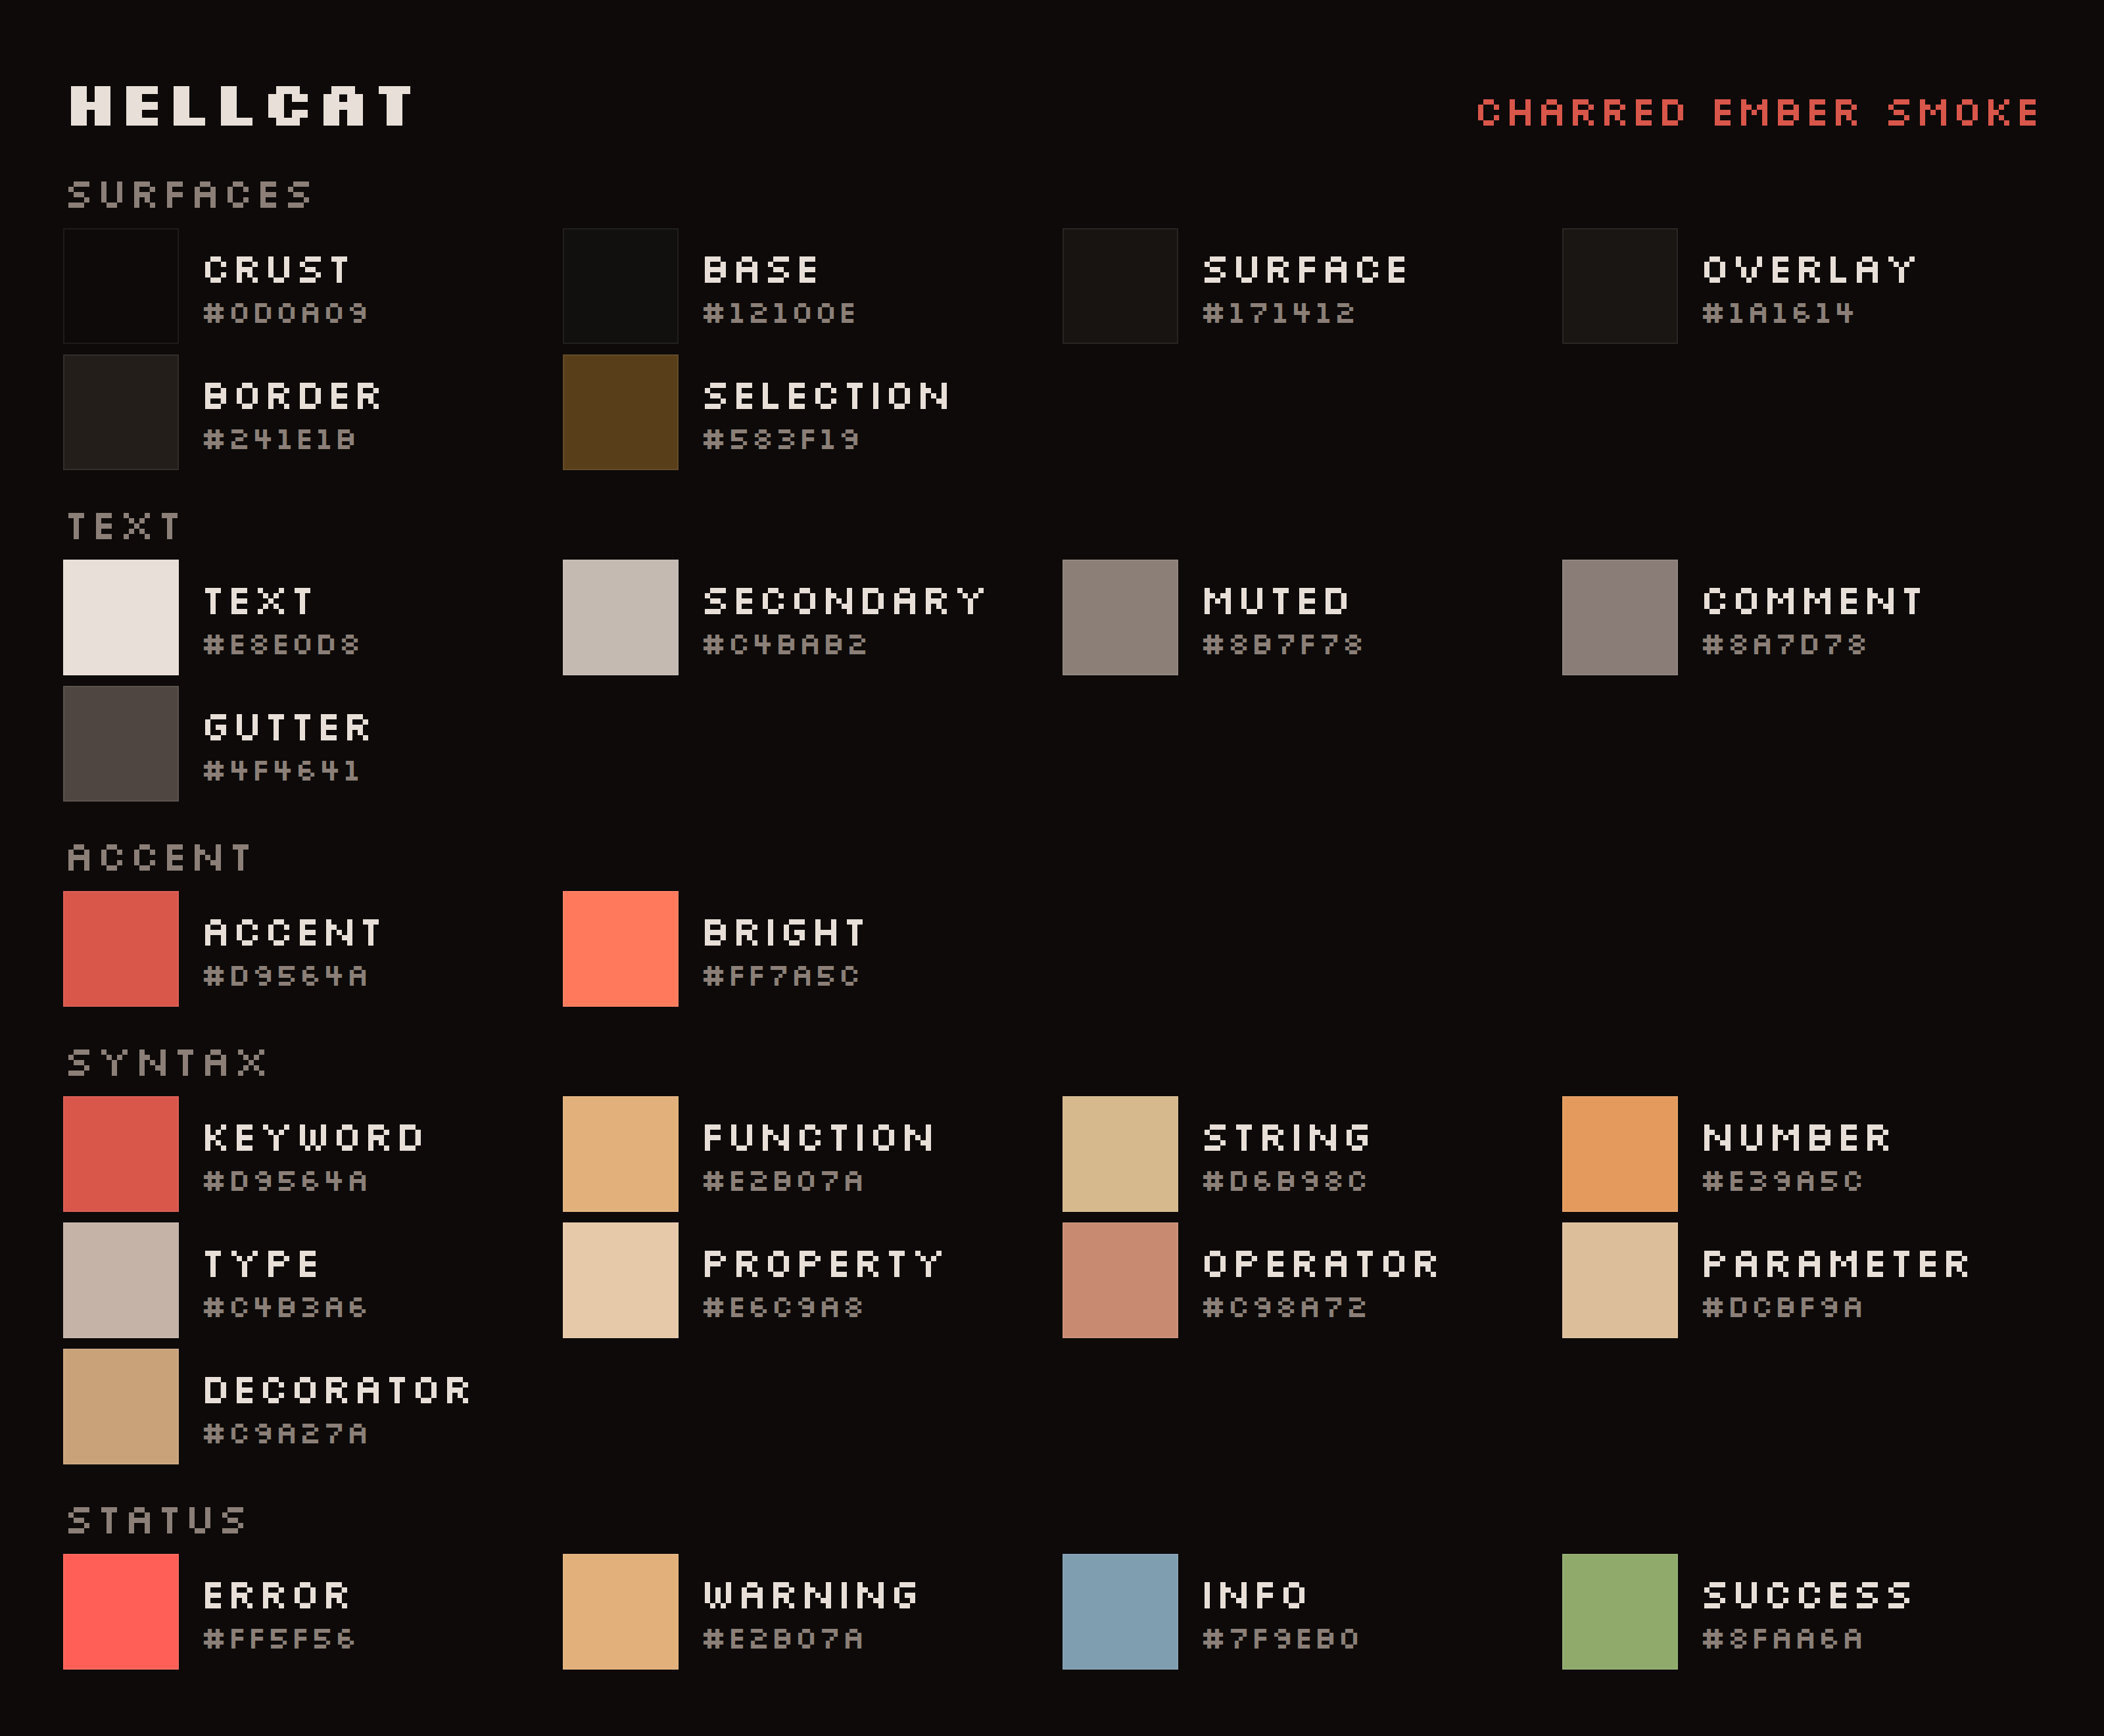 HELLCAT
CHARRED EMBER SMOKE
SURFACES
CRUST
#0D0A09
BASE
#12100E
SURFACE
#171412
OVERLAY
#1A1614
BORDER
#241E1B
SELECTION
#583F19
TEXT
TEXT
#E8E0D8
SECONDARY
#C4BAB2
MUTED
#8B7F78
COMMENT
#8A7D78
GUTTER
#4F4641
ACCENT
ACCENT
#D9564A
BRIGHT
#FF7A5C
SYNTAX
KEYWORD
#D9564A
FUNCTION
#E2B07A
STRING
#D6B98C
NUMBER
#E39A5C
TYPE
#C4B3A6
PROPERTY
#E6C9A8
OPERATOR
#C98A72
PARAMETER
#DCBF9A
DECORATOR
#C9A27A
STATUS
ERROR
#FF5F56
WARNING
#E2B07A
INFO
#7F9EB0
SUCCESS
#8FAA6A